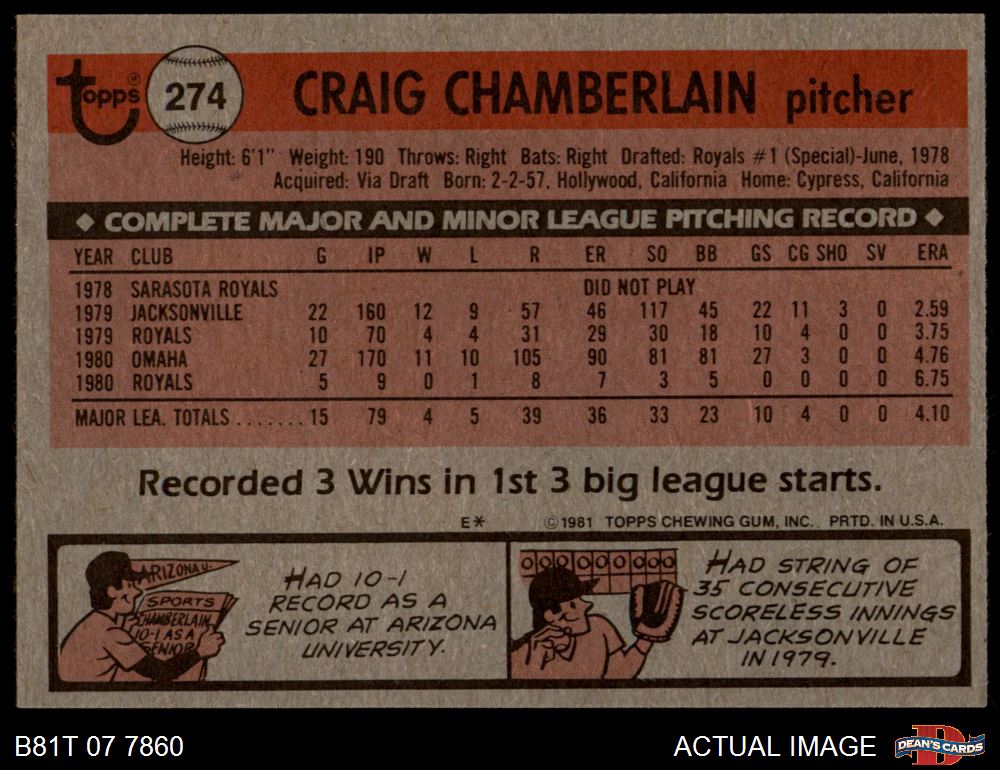 Topps ® 274 CRAIG CHAMBERLAIN pitcher
Height: 6'1" Weight: 190 Throws: Right Bats: Right Drafted: Royals #1 (Special)-June, 1978
Acquired: Via Draft Born: 2-2-57, Hollywood, California Home: Cypress, California
◆ COMPLETE MAJOR AND MINOR LEAGUE PITCHING RECORD ◆
YEAR CLUB G IP W L R ER SO BB GS CG SHO SV ERA
1978 SARASOTA ROYALS DID NOT PLAY
1979 JACKSONVILLE 22 160 12 9 57 46 117 45 22 11 3 0 2.59
1979 ROYALS 10 70 4 4 31 29 30 18 10 4 0 0 3.75
1980 OMAHA 27 170 11 10 105 90 81 81 27 3 0 0 4.76
1980 ROYALS 5 9 0 1 8 7 3 5 0 0 0 0 6.75
MAJOR LEA. TOTALS ....... 15 79 4 5 39 36 33 23 10 4 0 0 4.10
Recorded 3 Wins in 1st 3 big league starts.
E* © 1981 TOPPS CHEWING GUM, INC. PRTD. IN U.S.A.
ARIZONA U.
SPORTS
CHAMBERLAIN
10-1 AS A
SENIOR
HAD 10-1
RECORD AS A
SENIOR AT ARIZONA
UNIVERSITY.
000000000
HAD STRING OF
35 CONSECUTIVE
SCORELESS INNINGS
AT JACKSONVILLE
IN 1979.
B81T 07 7860 ACTUAL IMAGE D DEAN'S CARDS